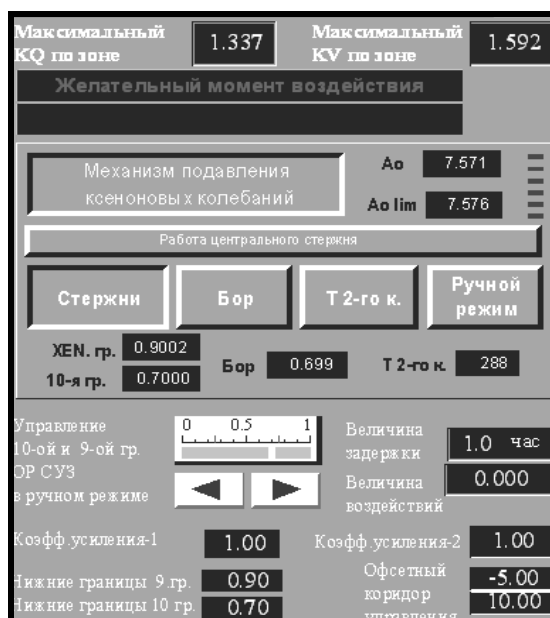 Максимальный
KQ по зоне
1.337
Максимальный
KV по зоне
1.592
Желательный момент воздействия
Механизм подавления
ксеноновых колебаний
Ao 7.571
Ao lim 7.576
Работа центрального стержня
Стержни
Бор
Т 2-го к.
Ручной
режим
XEN. гр. 0.9002
10-я гр. 0.7000
Бор 0.699
Т 2-го к. 288
Управление
10-ой и 9-ой гр.
ОР СУЗ
в ручном режиме
0 0.5 1
Величина
задержки
1.0 час
Величина
воздействий
0.000
Коэфф.усиления-1 1.00
Коэфф.усиления-2 1.00
Нижние границы 9.гр. 0.90
Нижние границы 10 гр. 0.70
Офсетный
коридор
управления
-5.00
10.00